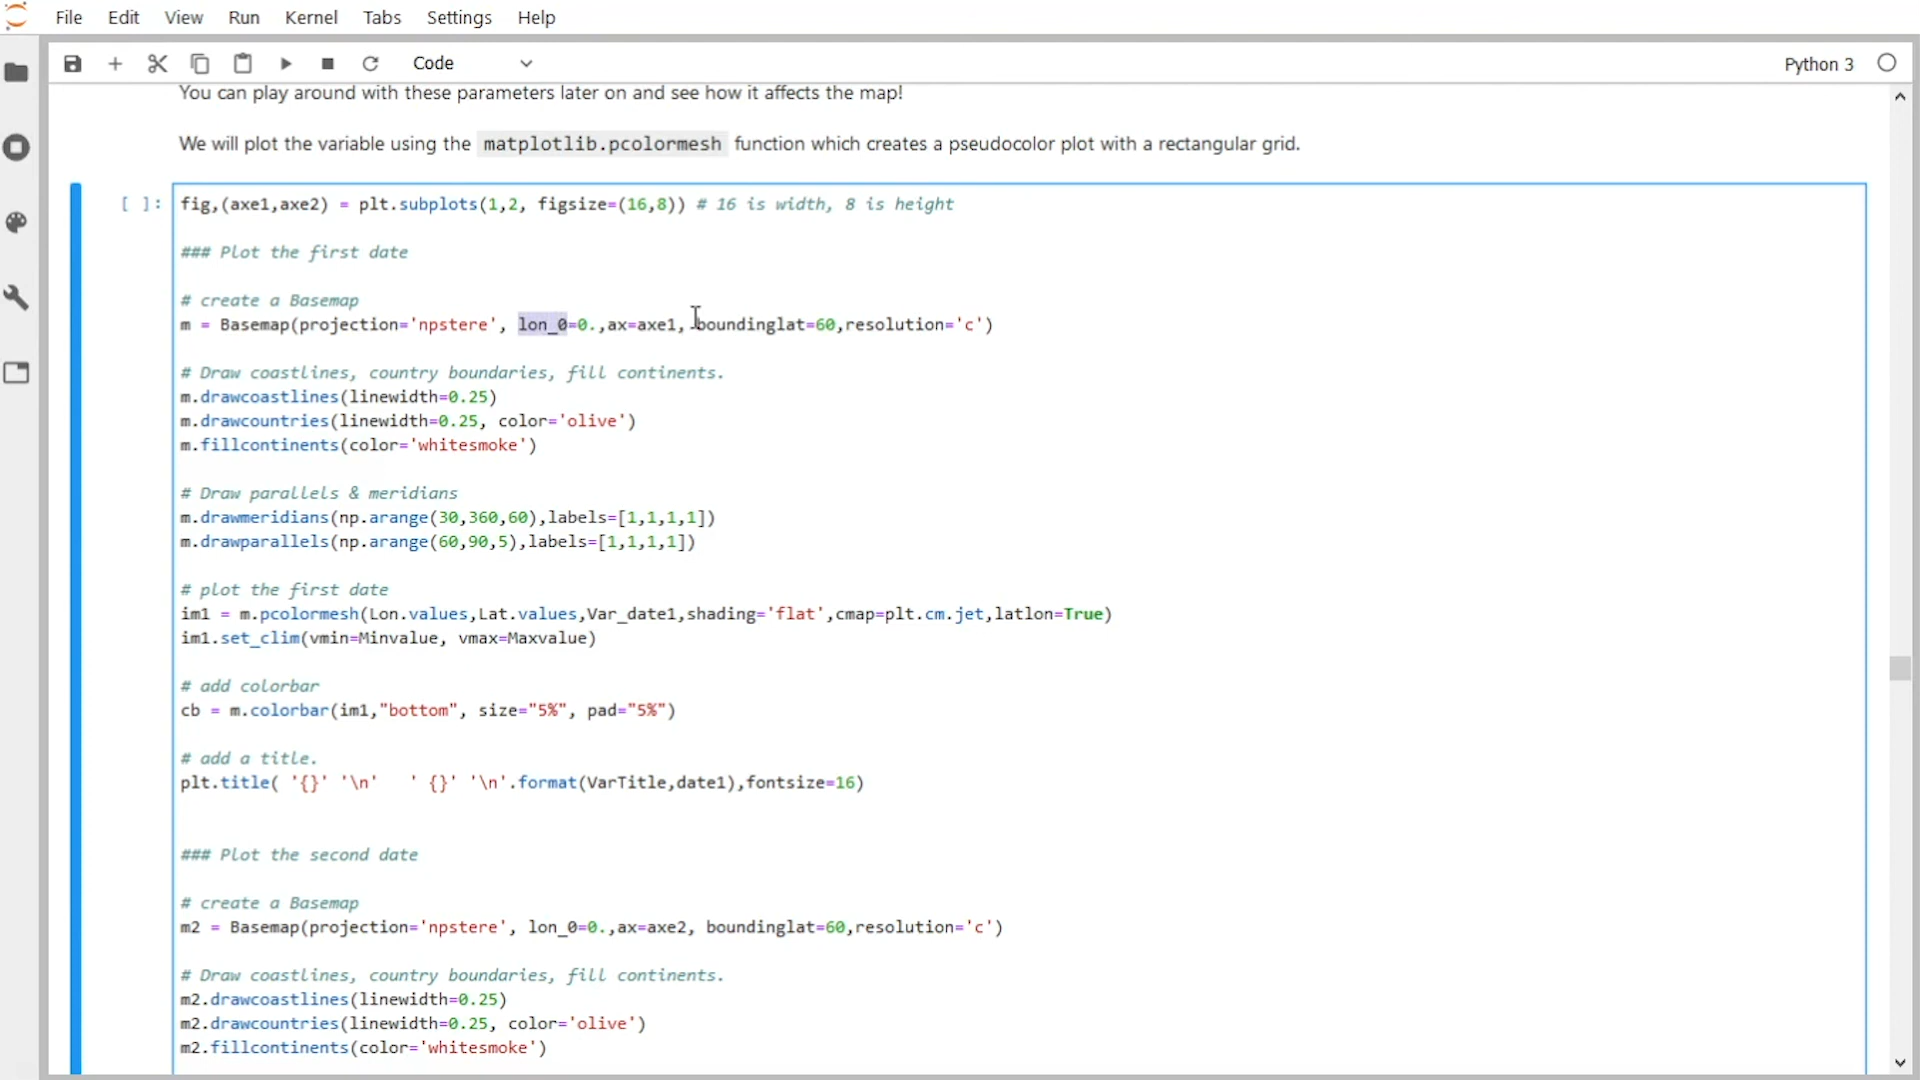 File Edit View Run Kernel Tabs Settings Help
Code
Python 3
You can play around with these parameters later on and see how it affects the map!
We will plot the variable using the matplotlib.pcolormesh function which creates a pseudocolor plot with a rectangular grid.
[ ]: fig,(axe1,axe2) = plt.subplots(1,2, figsize=(16,8)) # 16 is width, 8 is height
### Plot the first date
# create a Basemap
m = Basemap(projection='npstere', lon_0=0.,ax=axe1, boundinglat=60,resolution='c')
# Draw coastlines, country boundaries, fill continents.
m.drawcoastlines(linewidth=0.25)
m.drawcountries(linewidth=0.25, color='olive')
m.fillcontinents(color='whitesmoke')
# Draw parallels & meridians
m.drawmeridians(np.arange(30,360,60),labels=[1,1,1,1])
m.drawparallels(np.arange(60,90,5),labels=[1,1,1,1])
# plot the first date
im1 = m.pcolormesh(Lon.values,Lat.values,Var_date1,shading='flat',cmap=plt.cm.jet,latlon=True)
im1.set_clim(vmin=Minvalue, vmax=Maxvalue)
# add colorbar
cb = m.colorbar(im1,"bottom", size="5%", pad="5%")
# add a title.
plt.title( '{}' '\n'   ' {}' '\n'.format(VarTitle,date1),fontsize=16)
### Plot the second date
# create a Basemap
m2 = Basemap(projection='npstere', lon_0=0.,ax=axe2, boundinglat=60,resolution='c')
# Draw coastlines, country boundaries, fill continents.
m2.drawcoastlines(linewidth=0.25)
m2.drawcountries(linewidth=0.25, color='olive')
m2.fillcontinents(color='whitesmoke')